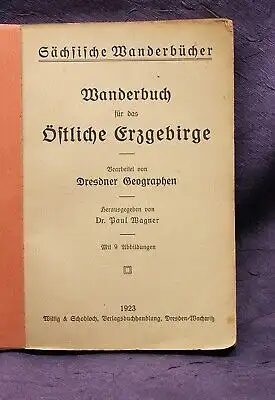 Sächsische Wanderbücher
Wanderbuch
für das
Östliche Erzgebirge
Bearbeitet von
Dresdner Geographen
Herausgegeben von
Dr. Paul Wagner
Mit 9 Abbildungen
1923
Wittig & Schobloch, Verlagsbuchhandlung, Dresden-Wachwitz